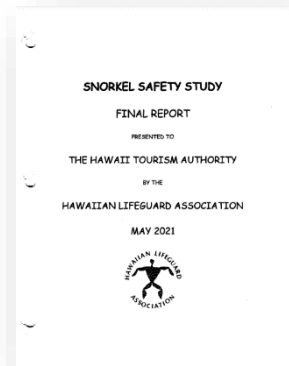 SNORKEL SAFETY STUDY
FINAL REPORT
PRESENTED TO
THE HAWAII TOURISM AUTHORITY
BY THE
HAWAIIAN LIFEGUARD ASSOCIATION
MAY 2021
HAWAIIAN LIFEGUARD
ASSOCIATION